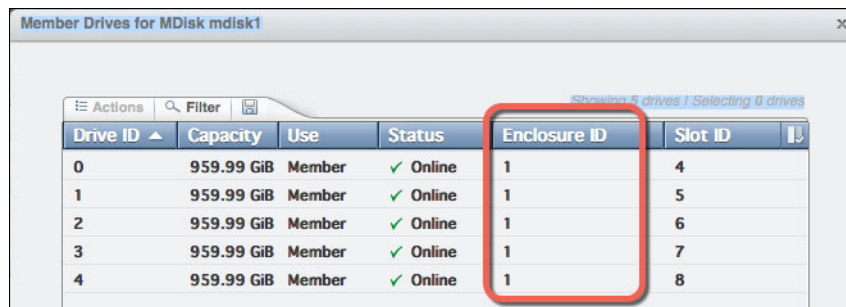 Member Drives for MDisk mdisk1 x
Actions Filter Showing 5 drives | Selecting 0 drives
Drive ID Capacity Use Status Enclosure ID Slot ID
0 959.99 GiB Member ✓ Online 1 4
1 959.99 GiB Member ✓ Online 1 5
2 959.99 GiB Member ✓ Online 1 6
3 959.99 GiB Member ✓ Online 1 7
4 959.99 GiB Member ✓ Online 1 8